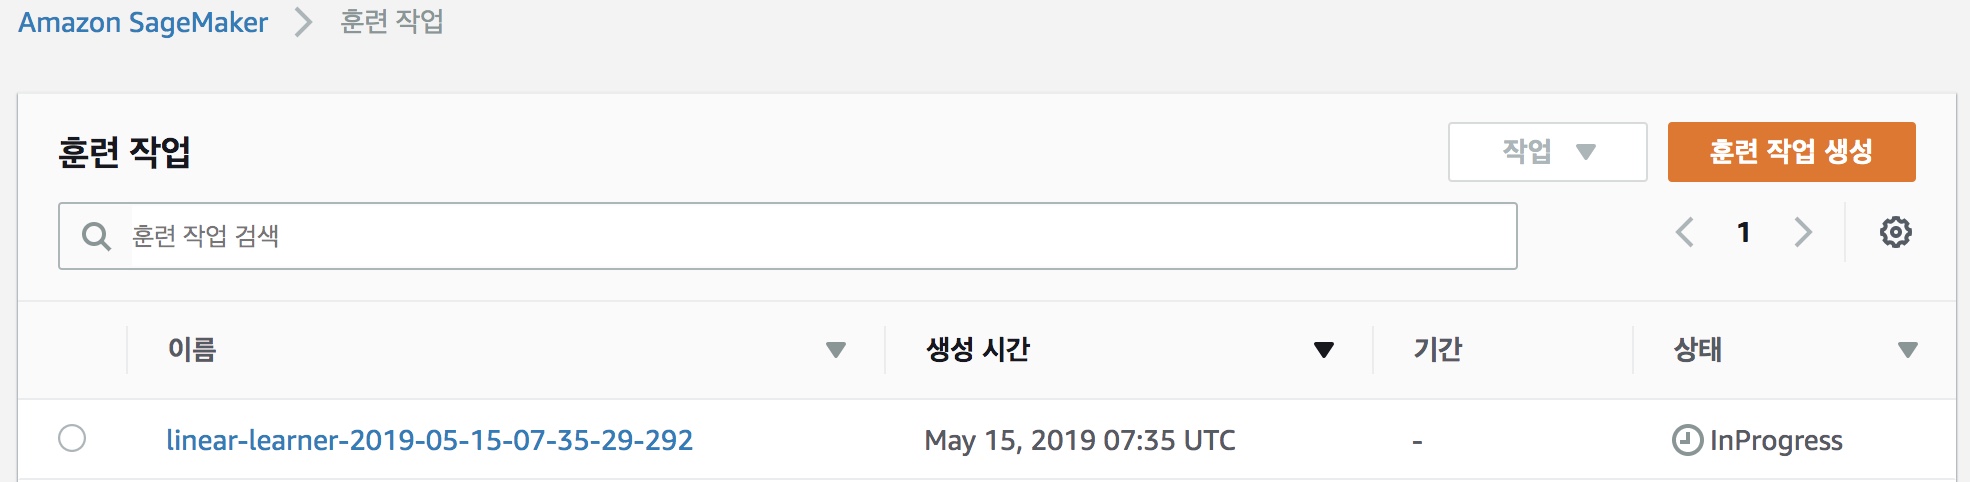 Amazon SageMaker 훈련 작업
훈련 작업
작업
훈련 작업 생성
훈련 작업 검색
1
이름 생성 시간 기간 상태
linear-learner-2019-05-15-07-35-29-292 May 15, 2019 07:35 UTC - InProgress